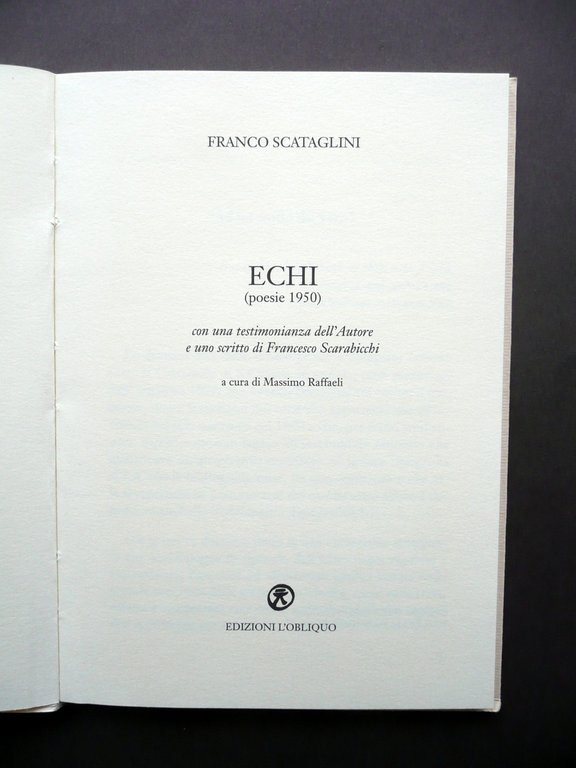 FRANCO SCATAGLINI
ECHI
(poesie 1950)
con una testimonianza dell'Autore
e uno scritto di Francesco Scarabicchi
a cura di Massimo Raffaeli
EDIZIONI L'OBLIQUO